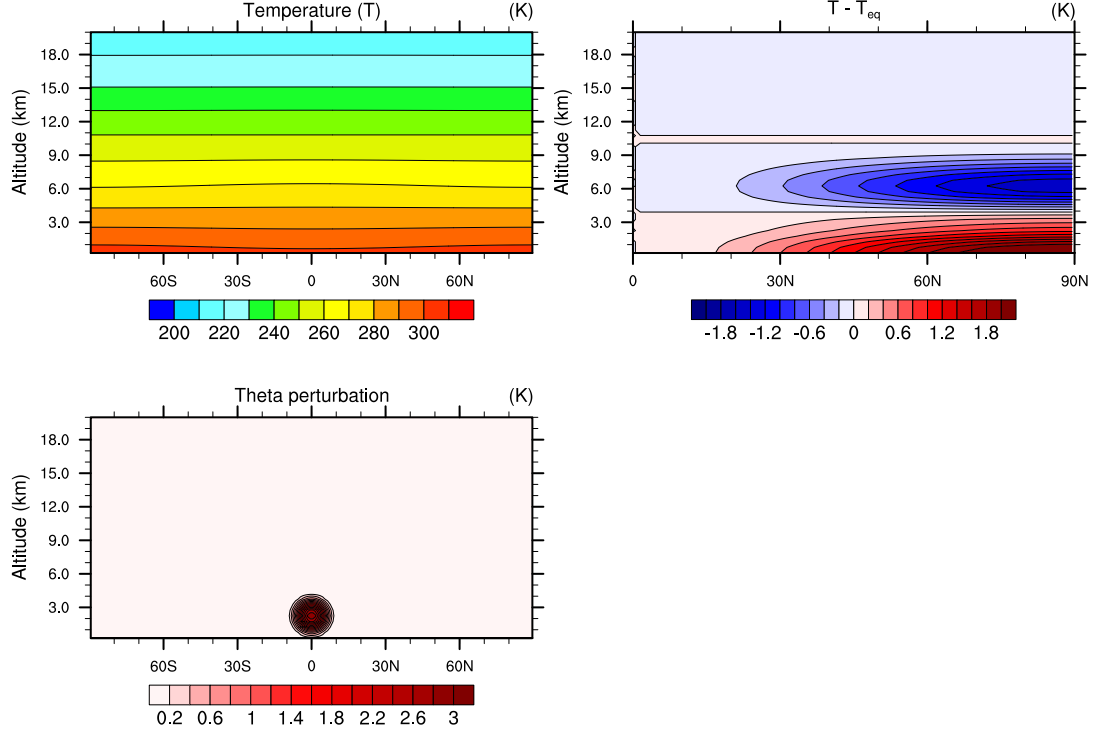 Temperature (T) (K)
Altitude (km)
18.0
15.0
12.0
9.0
6.0
3.0
60S 30S 0 30N 60N
200 220 240 260 280 300
T - Teq (K)
Altitude (km)
18.0
15.0
12.0
9.0
6.0
3.0
0 30N 60N 90N
-1.8 -1.2 -0.6 0 0.6 1.2 1.8
Theta perturbation (K)
Altitude (km)
18.0
15.0
12.0
9.0
6.0
3.0
60S 30S 0 30N 60N
0.2 0.6 1 1.4 1.8 2.2 2.6 3